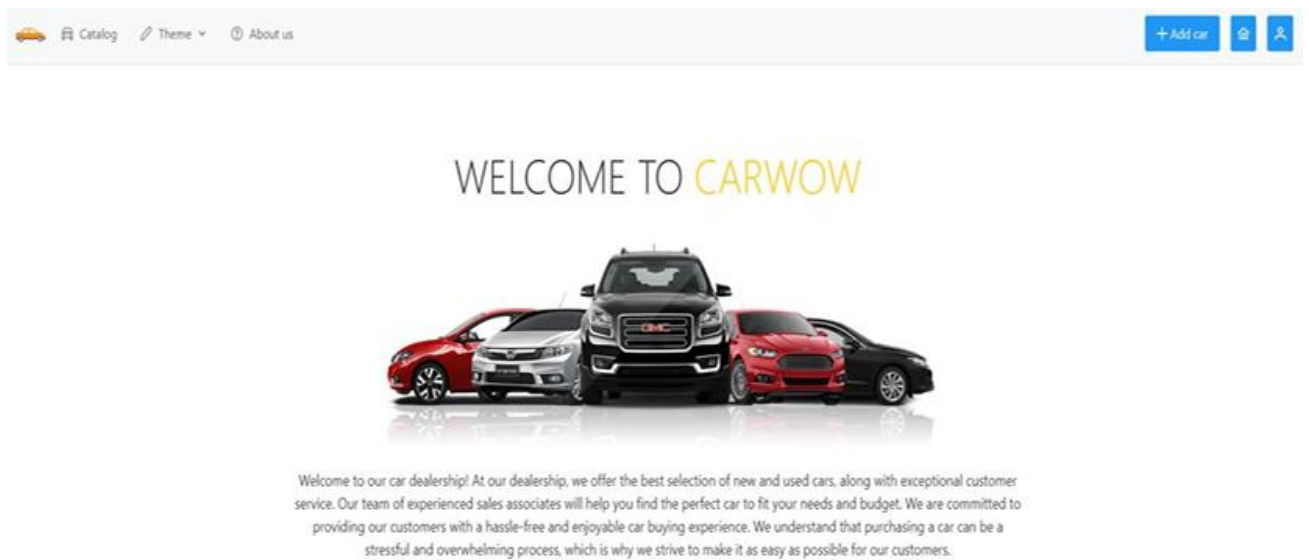 Catalog Theme About us + Add car
WELCOME TO CARWOW
GMC
Welcome to our car dealership! At our dealership, we offer the best selection of new and used cars, along with exceptional customer
service. Our team of experienced sales associates will help you find the perfect car to fit your needs and budget. We are committed to
providing our customers with a hassle-free and enjoyable car buying experience. We understand that purchasing a car can be a
stressful and overwhelming process, which is why we strive to make it as easy as possible for our customers.